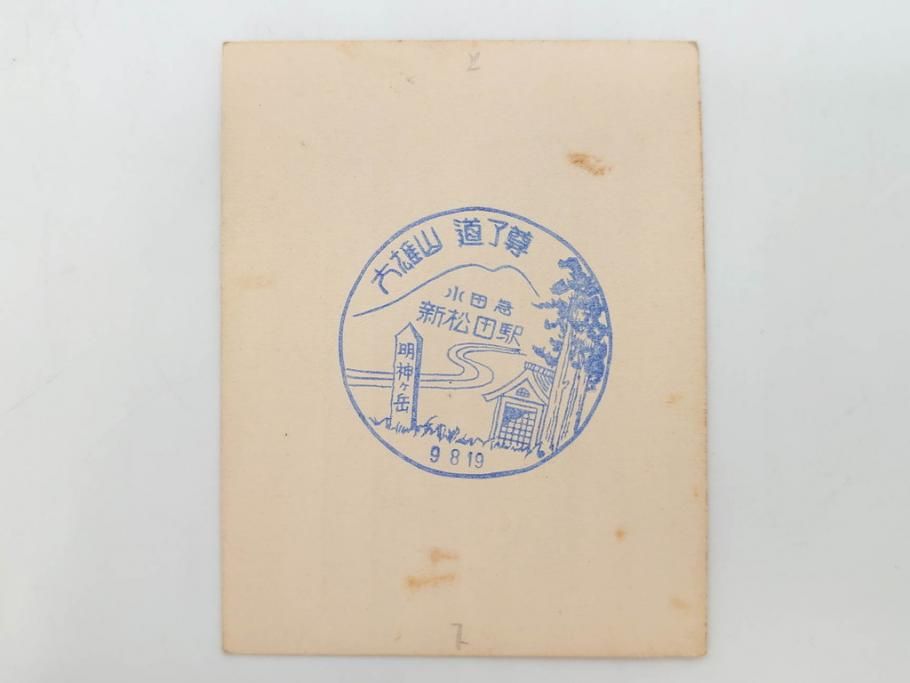 大雄山 道了尊
小田急
新松田駅
明神ヶ岳
9 8 19